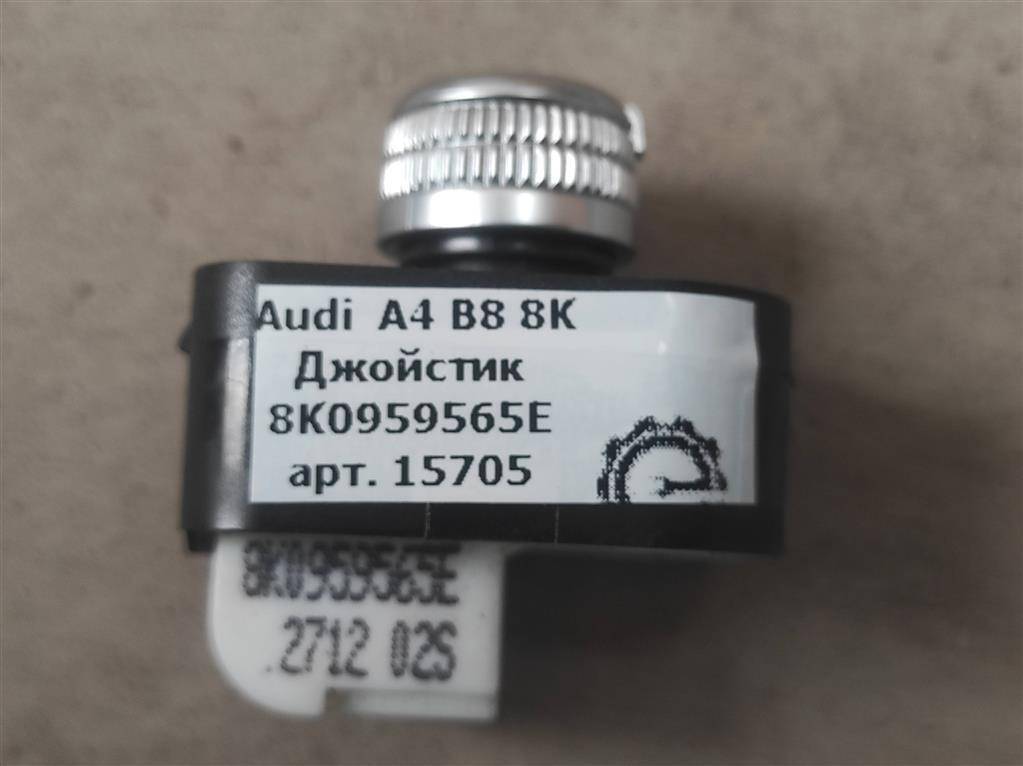 Audi A4 B8 8K
Джойстик
8K0959565E
арт. 15705
8K0959565E
.2712 02S